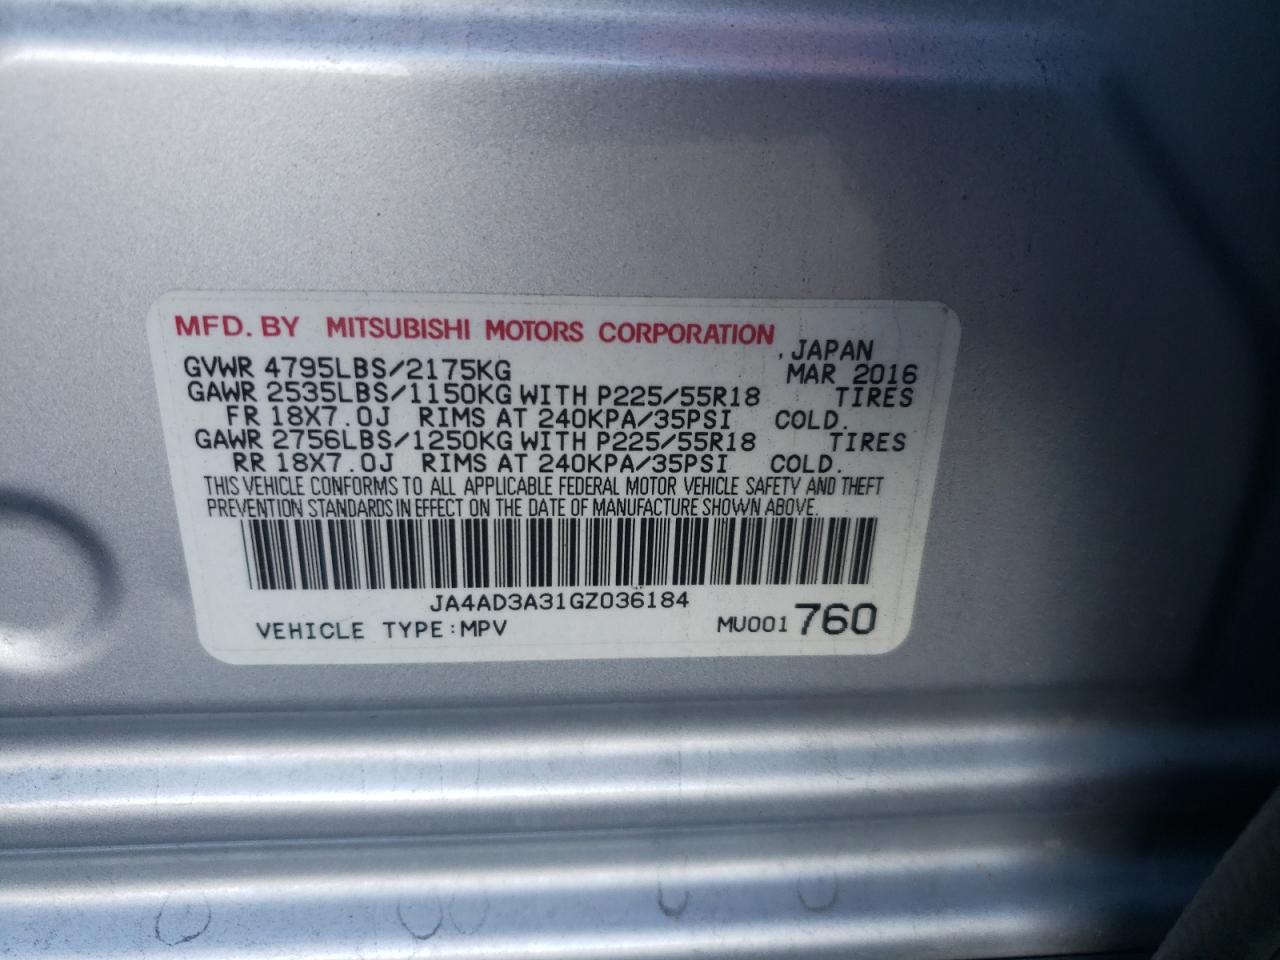 MFD. BY MITSUBISHI MOTORS CORPORATION
, JAPAN
GVWR 4795LBS/2175KG MAR 2016
GAWR 2535LBS/1150KG WITH P225/55R18 TIRES
FR 18X7.0J RIMS AT 240KPA/35PSI COLD.
GAWR 2756LBS/1250KG WITH P225/55R18 TIRES
RR 18X7.0J RIMS AT 240KPA/35PSI COLD.
THIS VEHICLE CONFORMS TO ALL APPLICABLE FEDERAL MOTOR VEHICLE SAFETY AND THEFT
PREVENTION STANDARDS IN EFFECT ON THE DATE OF MANUFACTURE SHOWN ABOVE.
JA4AD3A31GZ036184
VEHICLE TYPE:MPV MU001760